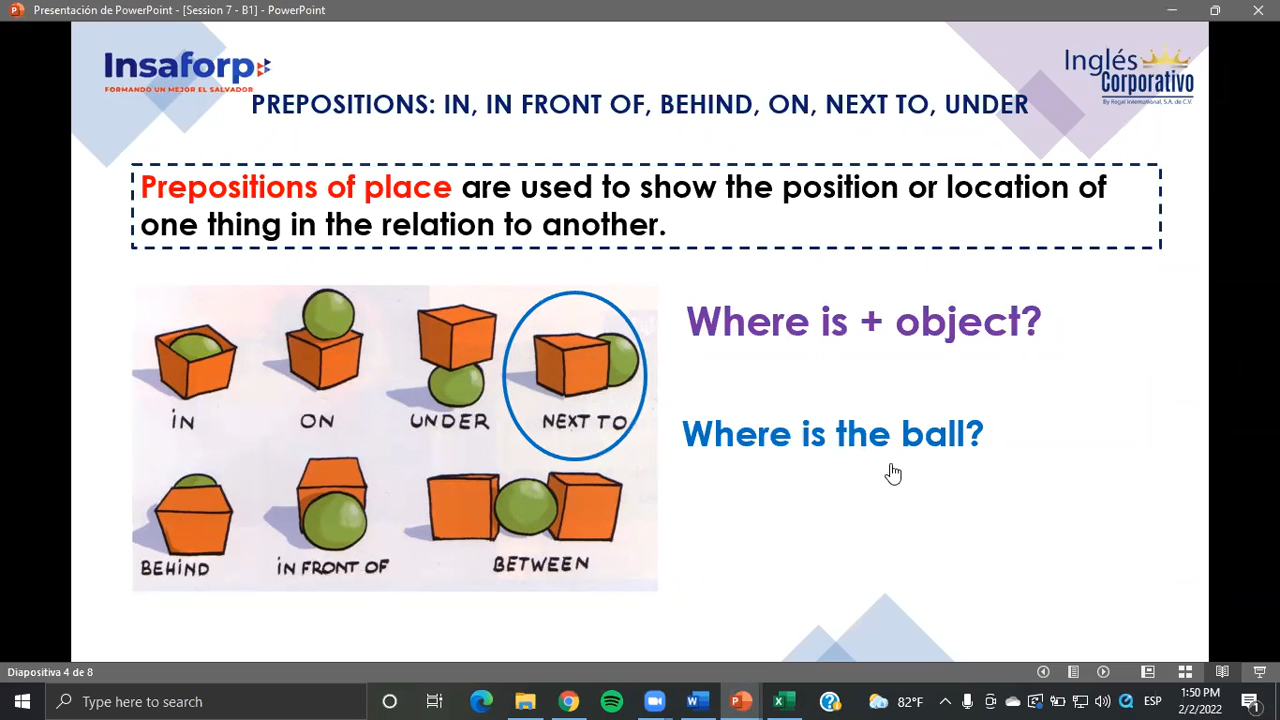 Presentación de PowerPoint - [Session 7 - B1] - PowerPoint
Insaforp
FORMANDO UN MEJOR EL SALVADOR
Inglés
Corporativo
By Regal International, S.A. de C.V.
PREPOSITIONS: IN, IN FRONT OF, BEHIND, ON, NEXT TO, UNDER
Prepositions of place are used to show the position or location of
one thing in the relation to another.
IN ON UNDER NEXT TO
BEHIND IN FRONT OF BETWEEN
Where is + object?
Where is the ball?
Diapositiva 4 de 8
Type here to search
82°F
ESP
1:50 PM
2/2/2022